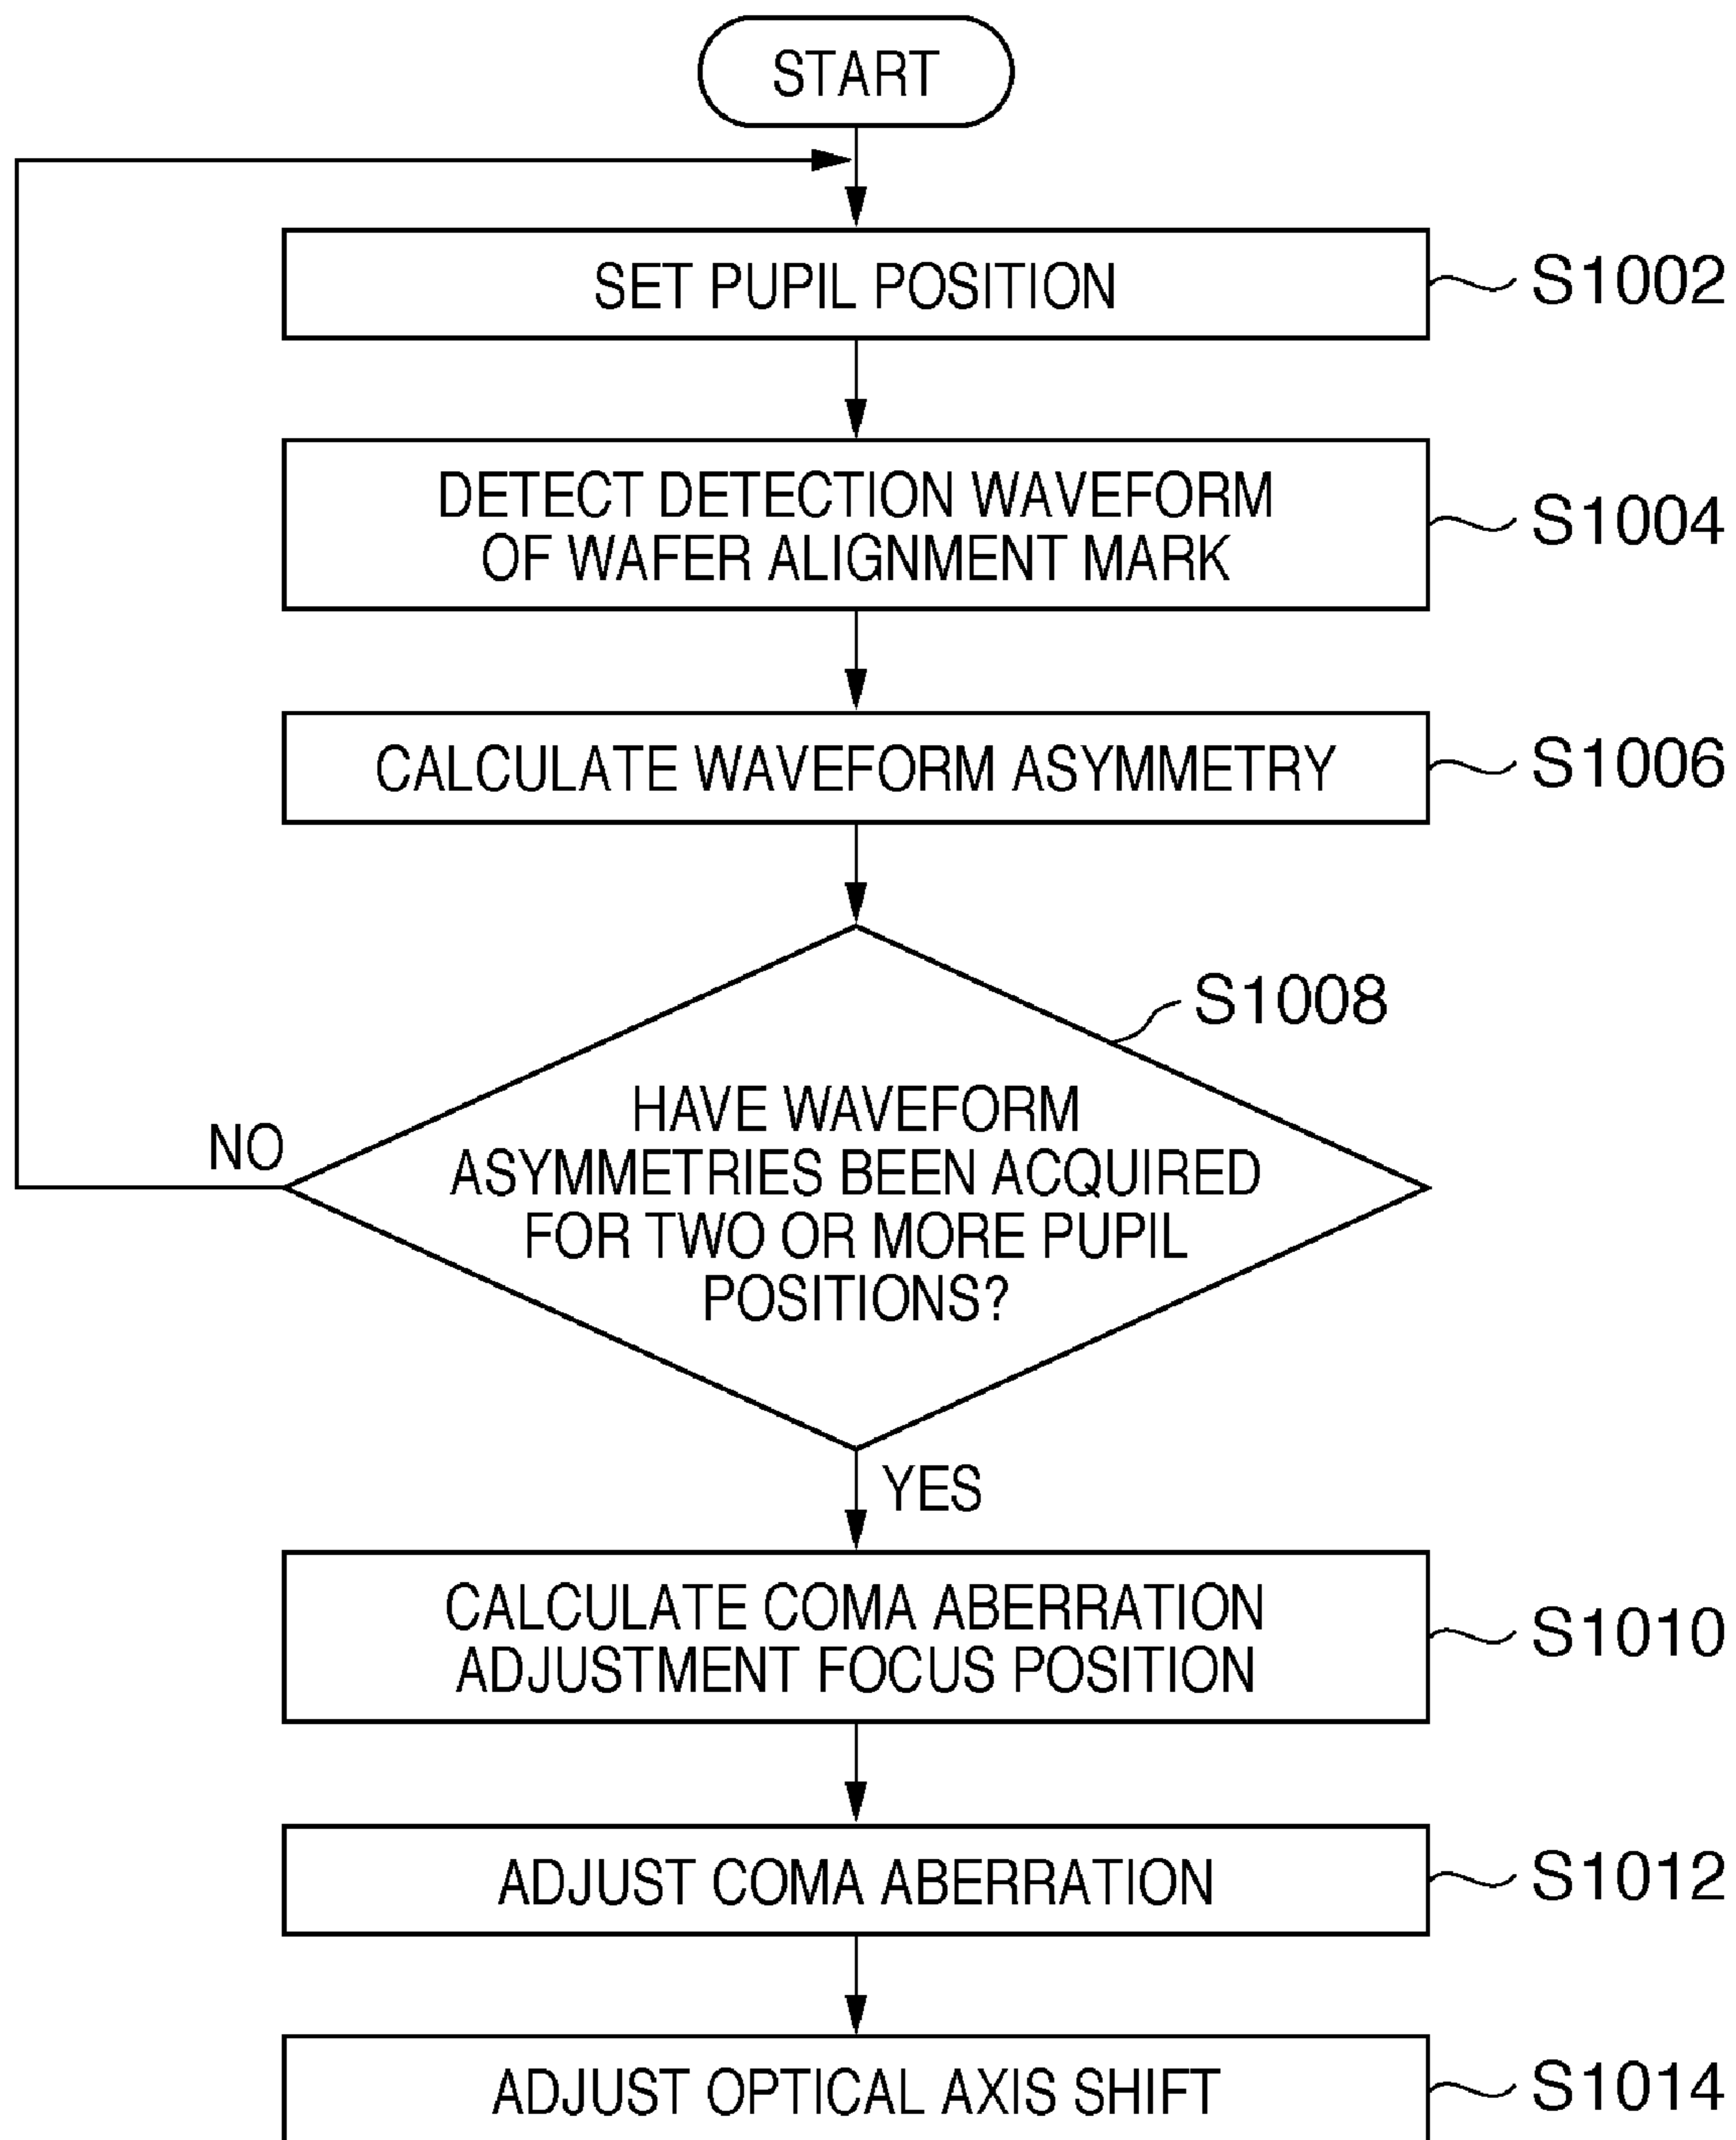 START
SET PUPIL POSITION
S1002
DETECT DETECTION WAVEFORM
OF WAFER ALIGNMENT MARK
S1004
CALCULATE WAVEFORM ASYMMETRY
S1006
S1008
HAVE WAVEFORM
ASYMMETRIES BEEN ACQUIRED
FOR TWO OR MORE PUPIL
POSITIONS?
NO
YES
CALCULATE COMA ABERRATION
ADJUSTMENT FOCUS POSITION
S1010
ADJUST COMA ABERRATION
S1012
ADJUST OPTICAL AXIS SHIFT
S1014